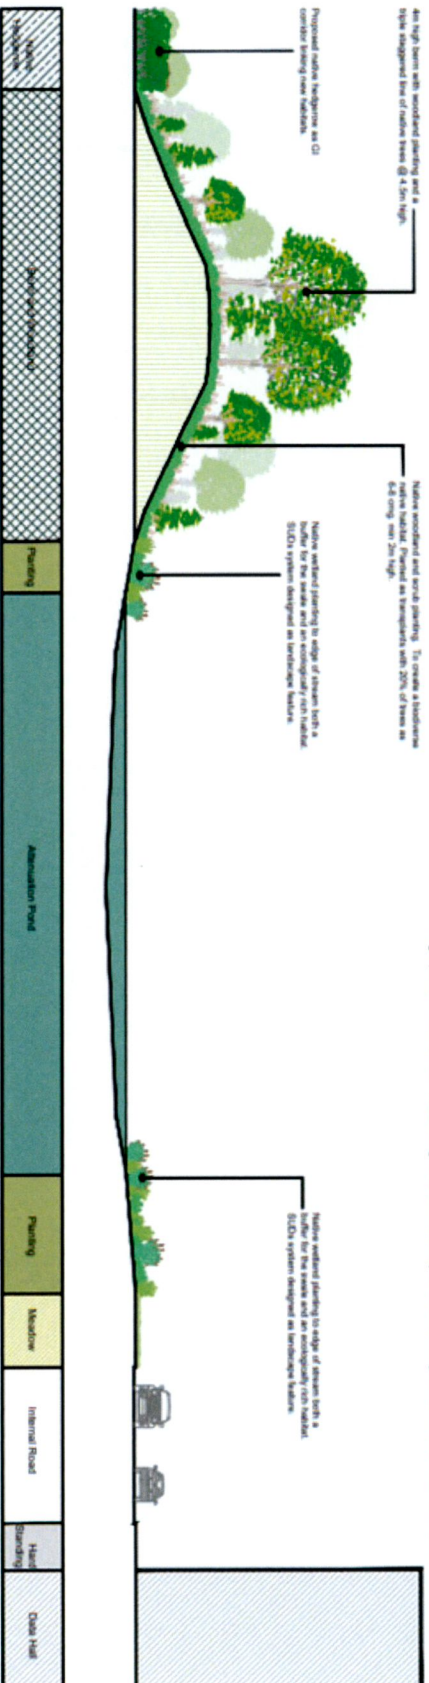 4m high berm with woodland planting and a
triple staggered line of native trees @ 4.5m high.
Proposed native hedgerow as GI
corridor linking new habitats
Native woodland and scrub planting. To create a biodiverse
native habitat. Planted as transplants with 20% of trees as
6-8 cmg, min 2m high.
Native wetland planting to edge of stream both a
buffer for the swale and an ecologically rich habitat.
SUDs system designed as landscape feature.
Native wetland planting to edge of stream both a
buffer for the swale and an ecologically rich habitat.
SUDs system designed as landscape feature.
Native
Hedgerow
Planting
Attenuation Pond
Planting
Meadow
Internal Road
Hard
Standing
Data Hall